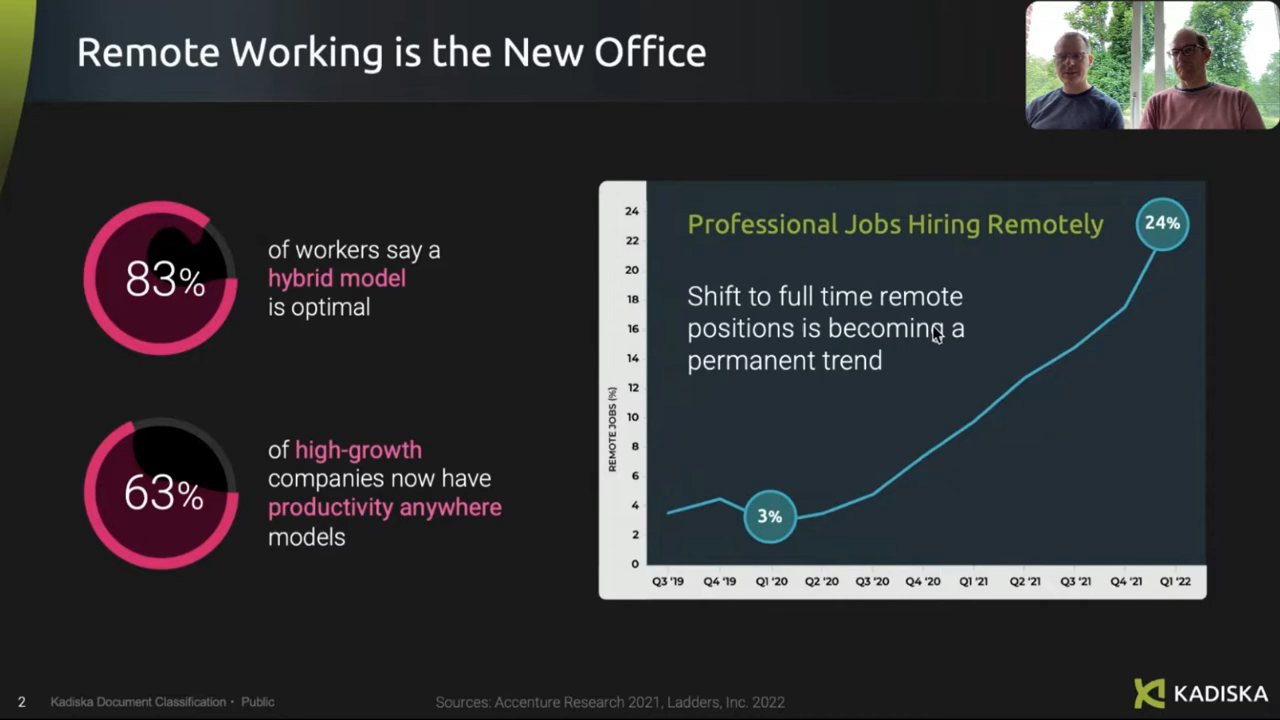 Remote Working is the New Office
83%
of workers say a
hybrid model
is optimal
63%
of high-growth
companies now have
productivity anywhere
models
Professional Jobs Hiring Remotely
24%
Shift to full time remote
positions is becoming a
permanent trend
3%
REMOTE JOBS (%)
24
22
20
18
16
14
12
10
8
6
4
2
0
Q3 '19 Q4 '19 Q1 '20 Q2 '20 Q3 '20 Q4 '20 Q1 '21 Q2 '21 Q3 '21 Q4 '21 Q1 '22
2 Kadiska Document Classification • Public Sources: Accenture Research 2021, Ladders, Inc. 2022
KADISKA